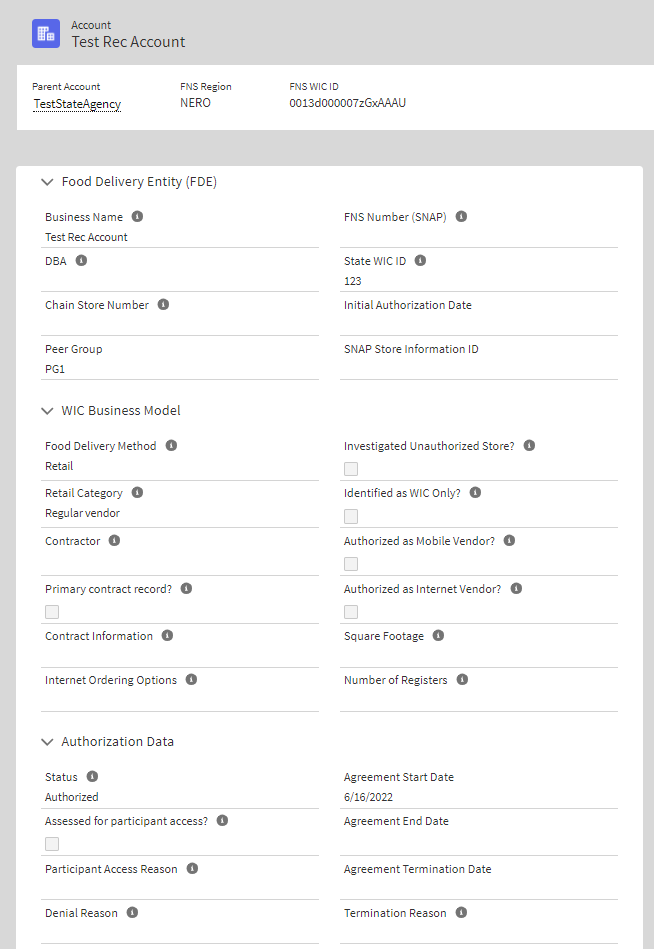 Account
Test Rec Account
Parent Account FNS Region FNS WIC ID
TestStateAgency NERO 0013d000007zGxAAAU
Food Delivery Entity (FDE)
Business Name FNS Number (SNAP)
Test Rec Account
DBA State WIC ID
123
Chain Store Number Initial Authorization Date
Peer Group SNAP Store Information ID
PG1
WIC Business Model
Food Delivery Method Investigated Unauthorized Store?
Retail
Retail Category Identified as WIC Only?
Regular vendor
Contractor Authorized as Mobile Vendor?
Primary contract record? Authorized as Internet Vendor?
Contract Information Square Footage
Internet Ordering Options Number of Registers
Authorization Data
Status Agreement Start Date
Authorized 6/16/2022
Assessed for participant access? Agreement End Date
Participant Access Reason Agreement Termination Date
Denial Reason Termination Reason